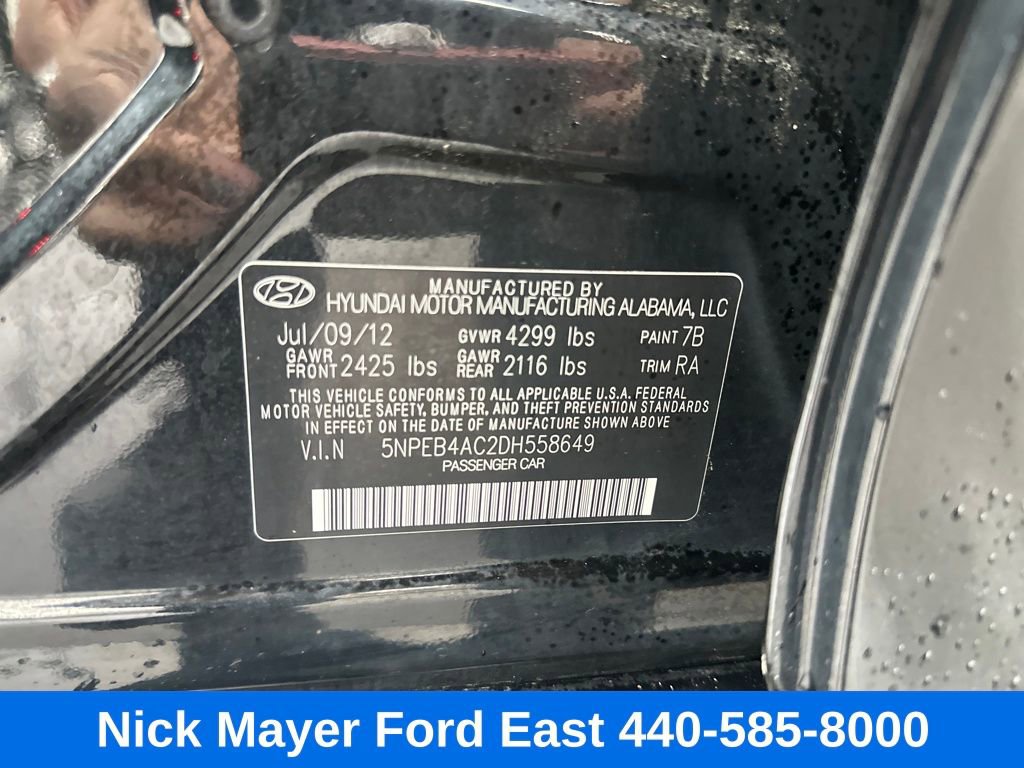 MANUFACTURED BY
HYUNDAI MOTOR MANUFACTURING ALABAMA, LLC
Jul/09/12 GVWR 4299 lbs PAINT 7B
GAWR FRONT 2425 lbs GAWR REAR 2116 lbs TRIM RA
THIS VEHICLE CONFORMS TO ALL APPLICABLE U.S.A. FEDERAL
MOTOR VEHICLE SAFETY, BUMPER, AND THEFT PREVENTION STANDARDS
IN EFFECT ON THE DATE OF MANUFACTURE SHOWN ABOVE
V.I.N 5NPEB4AC2DH558649
PASSENGER CAR
Nick Mayer Ford East 440-585-8000